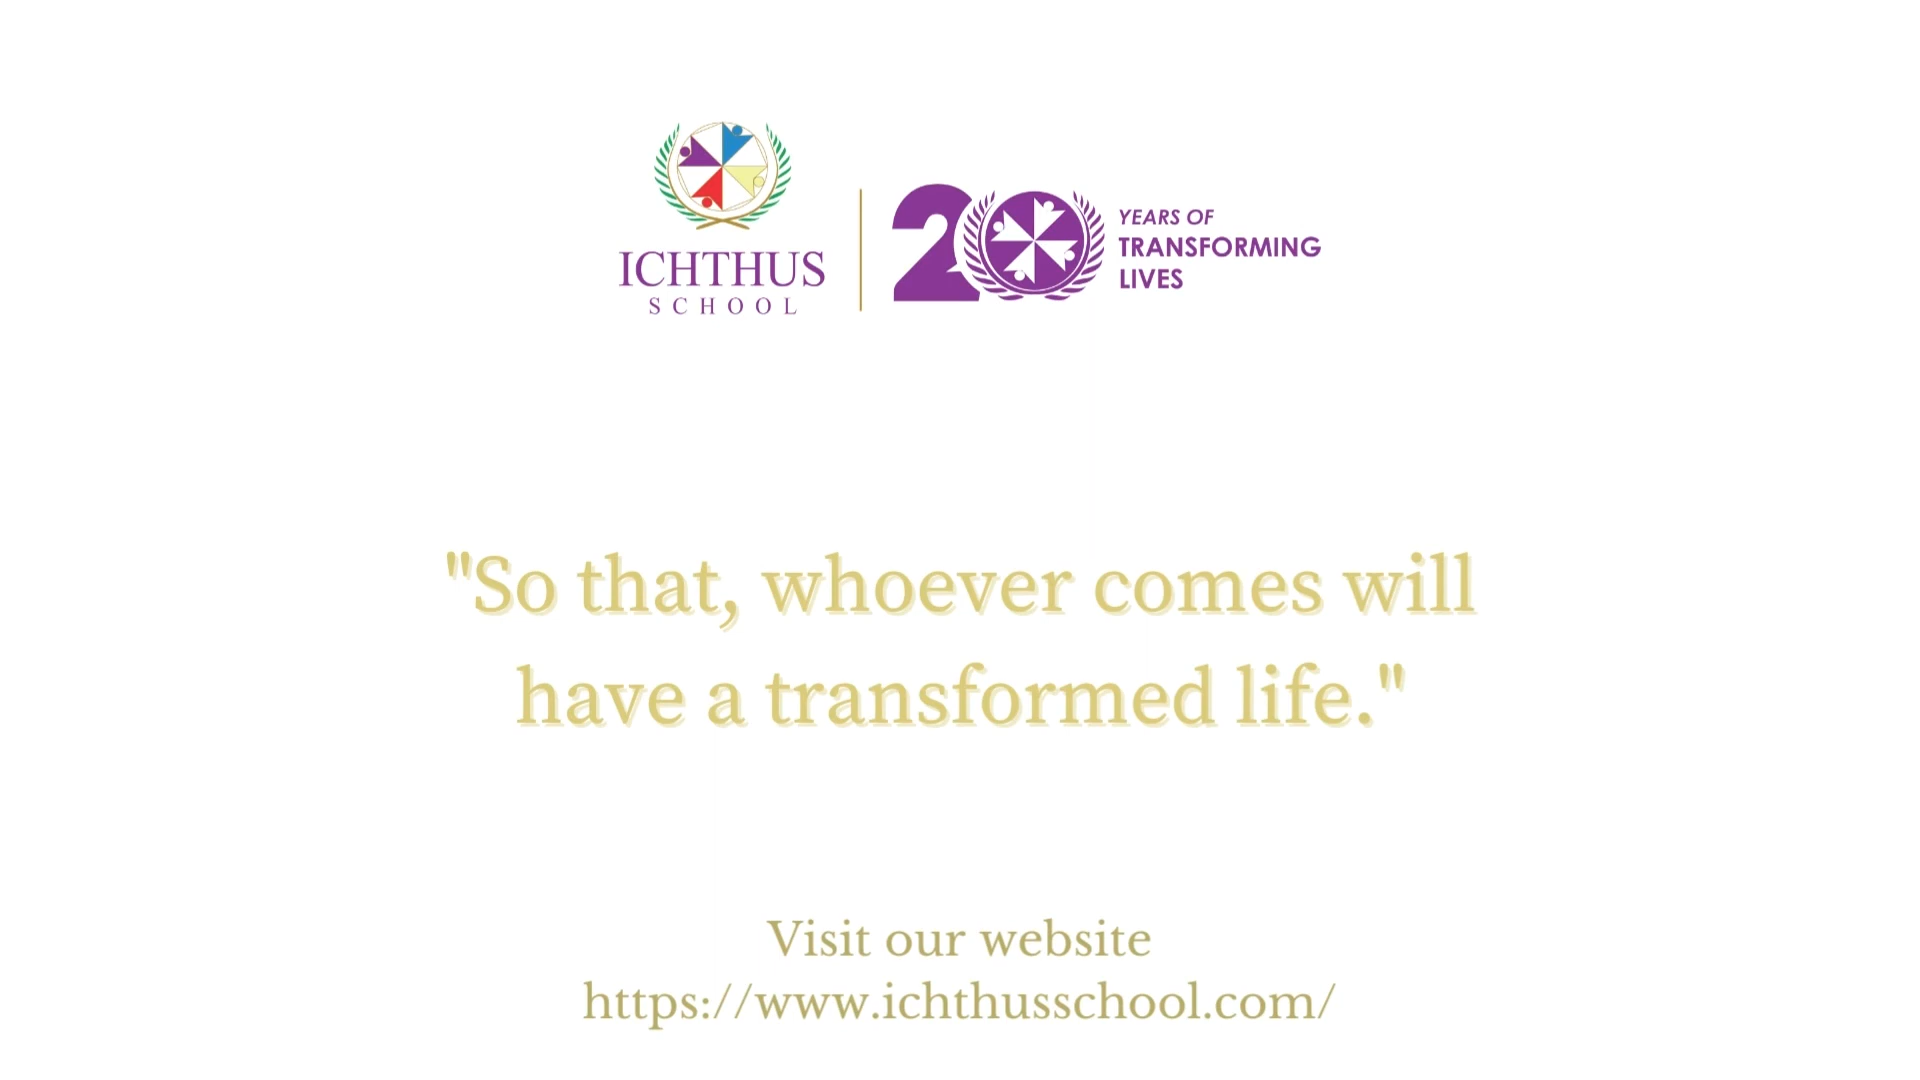 ICHTHUS
SCHOOL
20
YEARS OF
TRANSFORMING
LIVES
"So that, whoever comes will
have a transformed life."
Visit our website
https://www.ichthusschool.com/